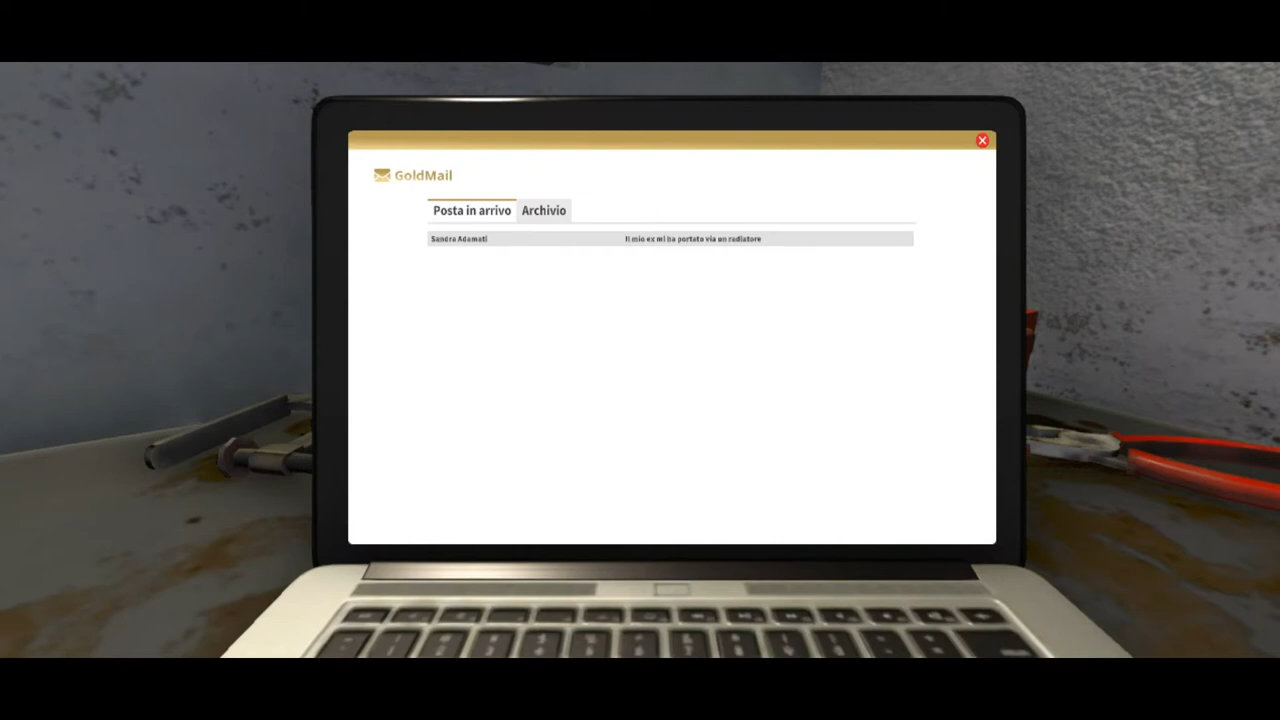 GoldMail
Posta in arrivo Archivio
Sandra Adamati Il mio ex mi ha portato via un radiatore